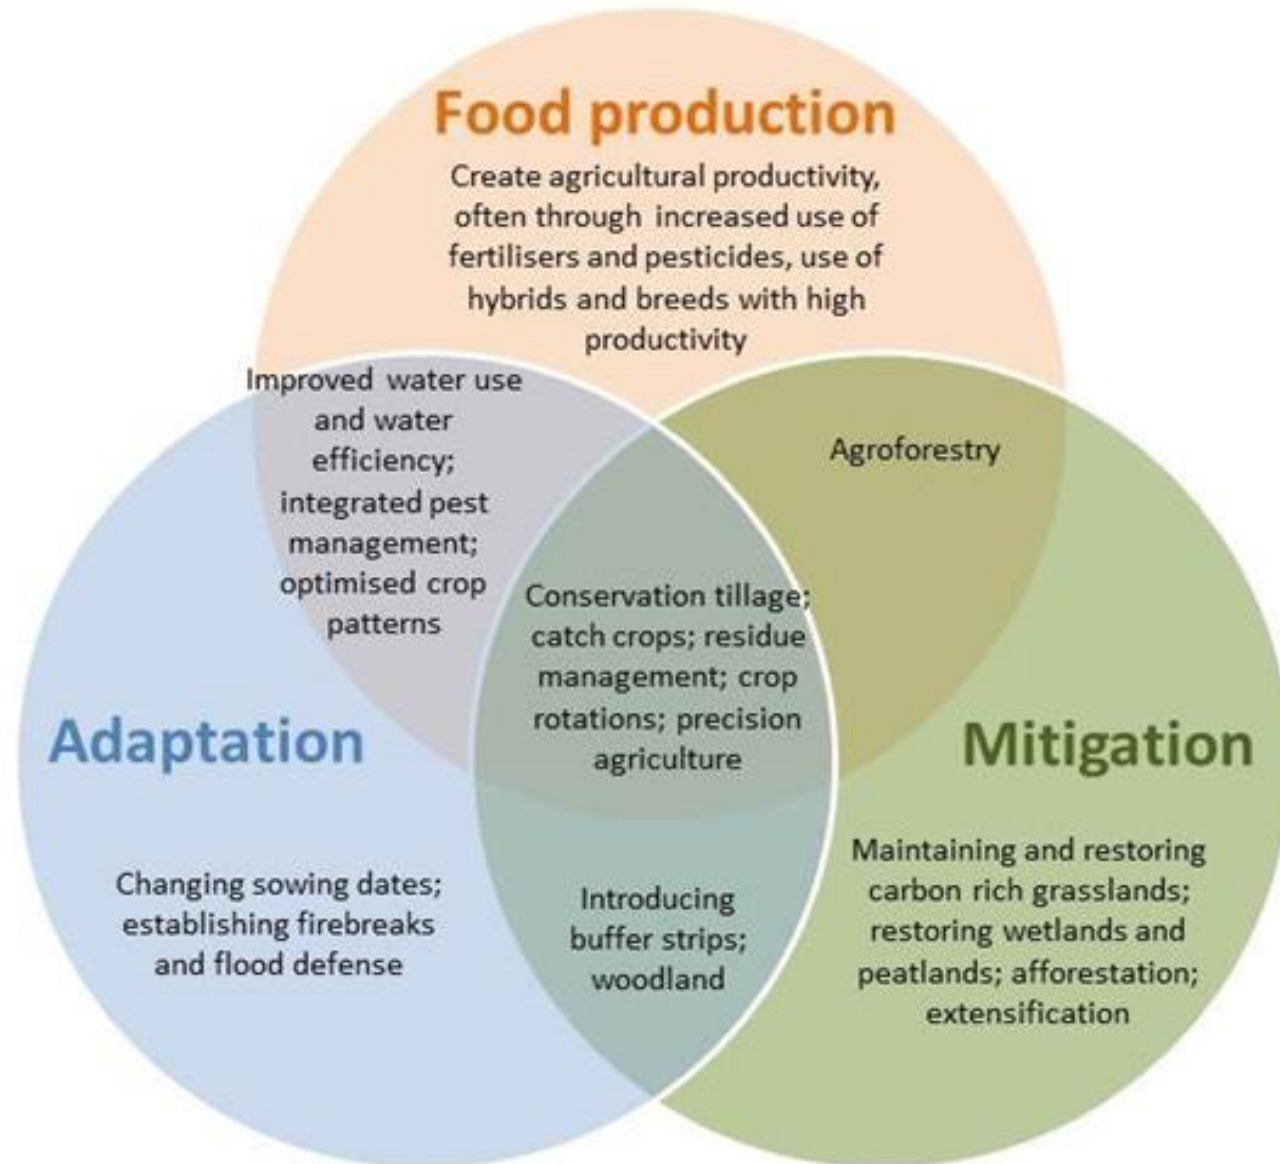 Food production
Create agricultural productivity,
often through increased use of
fertilisers and pesticides, use of
hybrids and breeds with high
productivity
Improved water use
and water
efficiency;
integrated pest
management;
optimised crop
patterns
Agroforestry
Conservation tillage;
catch crops; residue
management; crop
rotations; precision
agriculture
Adaptation
Mitigation
Changing sowing dates;
establishing firebreaks
and flood defense
Introducing
buffer strips;
woodland
Maintaining and restoring
carbon rich grasslands;
restoring wetlands and
peatlands; afforestation;
extensification